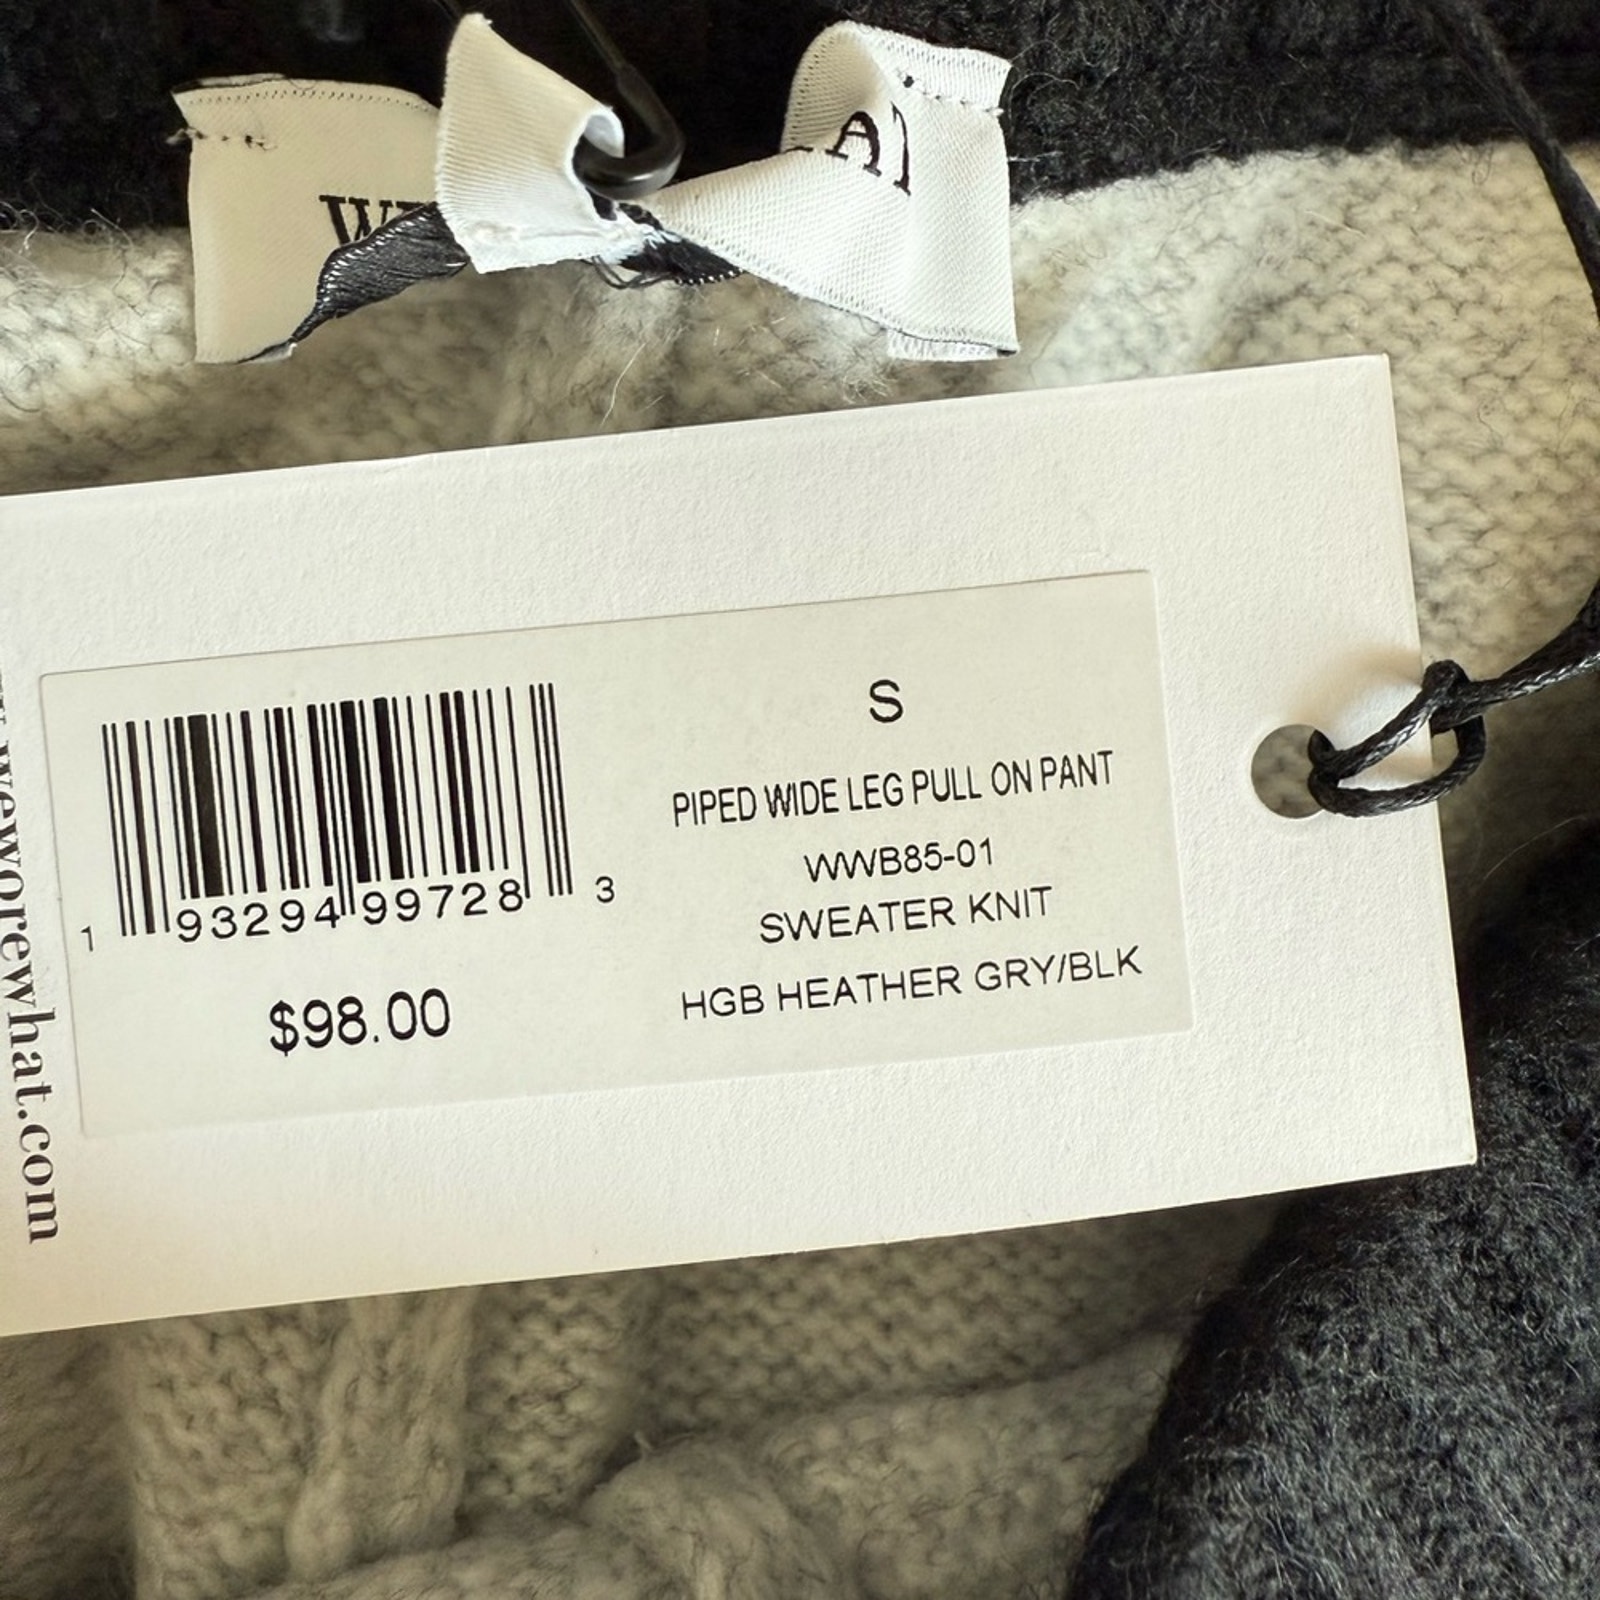 S
PIPED WIDE LEG PULL ON PANT
WWB85-01
SWEATER KNIT
HGB HEATHER GRY/BLK
1 93294 99728 3
$98.00
weworewhat.com